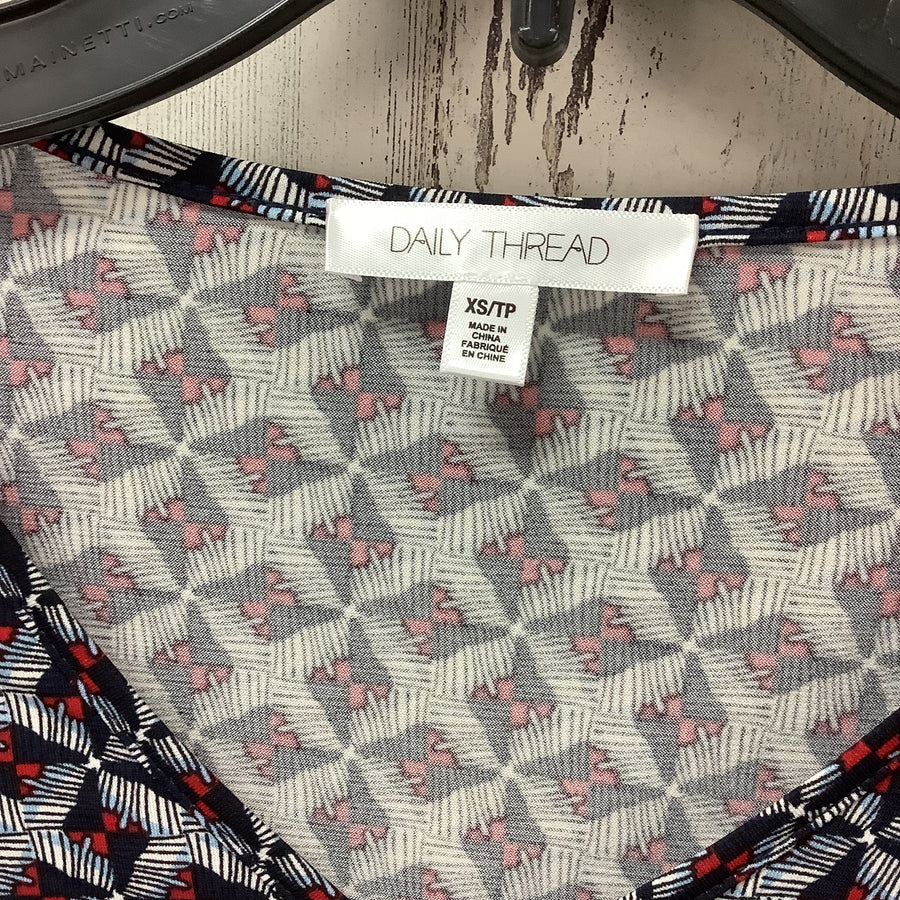 MAINETTI.COM
DAILY THREAD
XS/TP
MADE IN
CHINA
FABRIQUÉ
EN CHINE